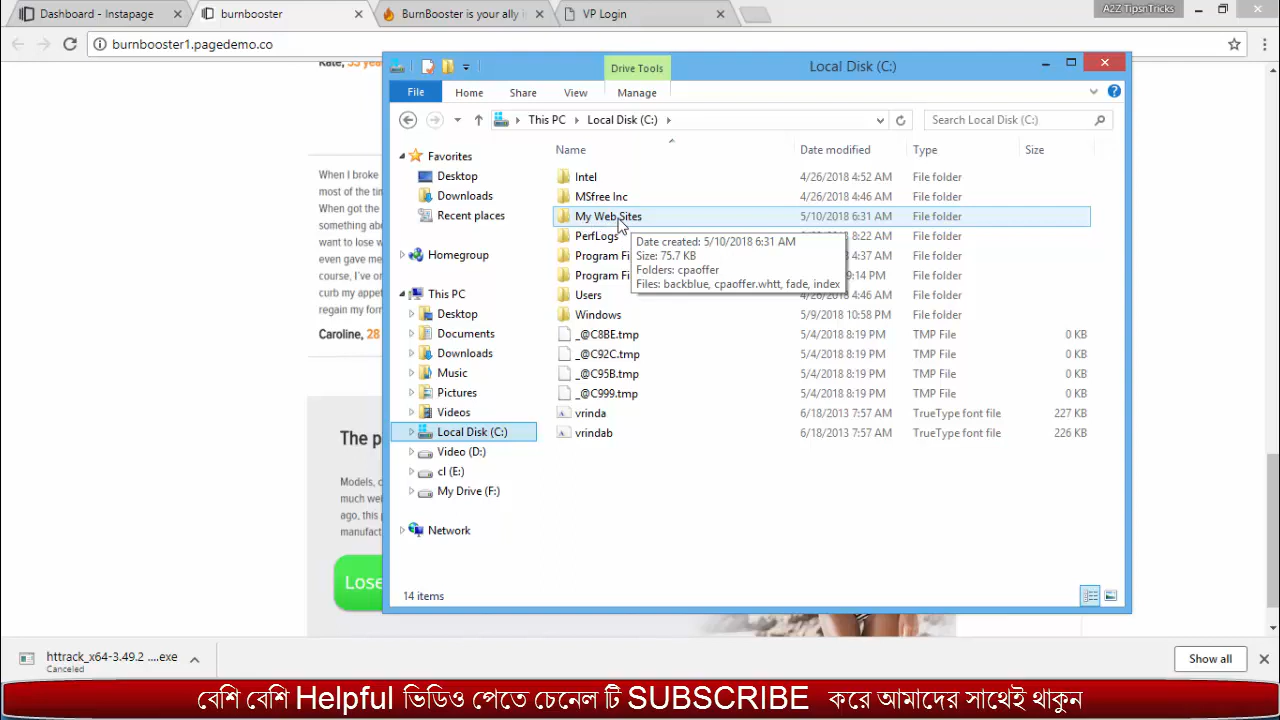 Dashboard - Instapage
burnbooster
BurnBooster is your ally in
VP Login
A2Z TipsnTricks
burnbooster1.pagedemo.co
Drive Tools
Local Disk (C:)
File
Home
Share
View
Manage
This PC
Local Disk (C:)
Search Local Disk (C:)
Name
Date modified
Type
Size
Favorites
Desktop
Downloads
Recent places
Homegroup
This PC
Desktop
Documents
Downloads
Music
Pictures
Videos
Local Disk (C:)
Video (D:)
cl (E:)
My Drive (F:)
Network
Intel 4/26/2018 4:52 AM File folder
MSfree Inc 4/26/2018 4:46 AM File folder
My Web Sites 5/10/2018 6:31 AM File folder
PerfLogs 8:22 AM File folder
Program Fi 4:37 AM File folder
Program Fi 9:14 PM File folder
Users 4/26/2018 4:46 AM File folder
Windows 5/9/2018 10:58 PM File folder
_@C8BE.tmp 5/4/2018 8:19 PM TMP File 0 KB
_@C92C.tmp 5/4/2018 8:19 PM TMP File 0 KB
_@C95B.tmp 5/4/2018 8:19 PM TMP File 0 KB
_@C999.tmp 5/4/2018 8:19 PM TMP File 0 KB
vrinda 6/18/2013 7:57 AM TrueType font file 227 KB
vrindab 6/18/2013 7:57 AM TrueType font file 226 KB
Date created: 5/10/2018 6:31 AM
Size: 75.7 KB
Folders: cpaoffer
Files: backblue, cpaoffer.whtt, fade, index
14 items
When I broke
most of the tim
When got the
something abo
want to lose w
even gave me
course, I've
curb my appet
regain my form
Caroline, 28
The p
Models, c
much wei
ago, this p
manufact
Lose
httrack_x64-3.49.2 ....exe
Canceled
Show all
বেশি বেশি Helpful ভিডিও পেতে চেনেল টি SUBSCRIBE করে আমাদের সাথেই থাকুন